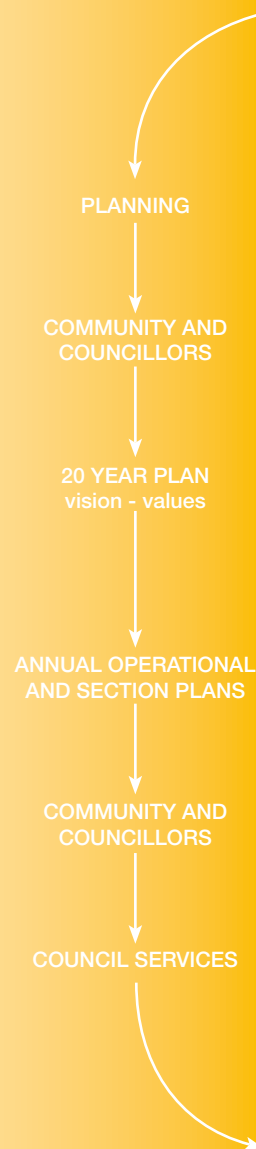 PLANNING
COMMUNITY AND
COUNCILLORS
20 YEAR PLAN
vision - values
ANNUAL OPERATIONAL
AND SECTION PLANS
COMMUNITY AND
COUNCILLORS
COUNCIL SERVICES